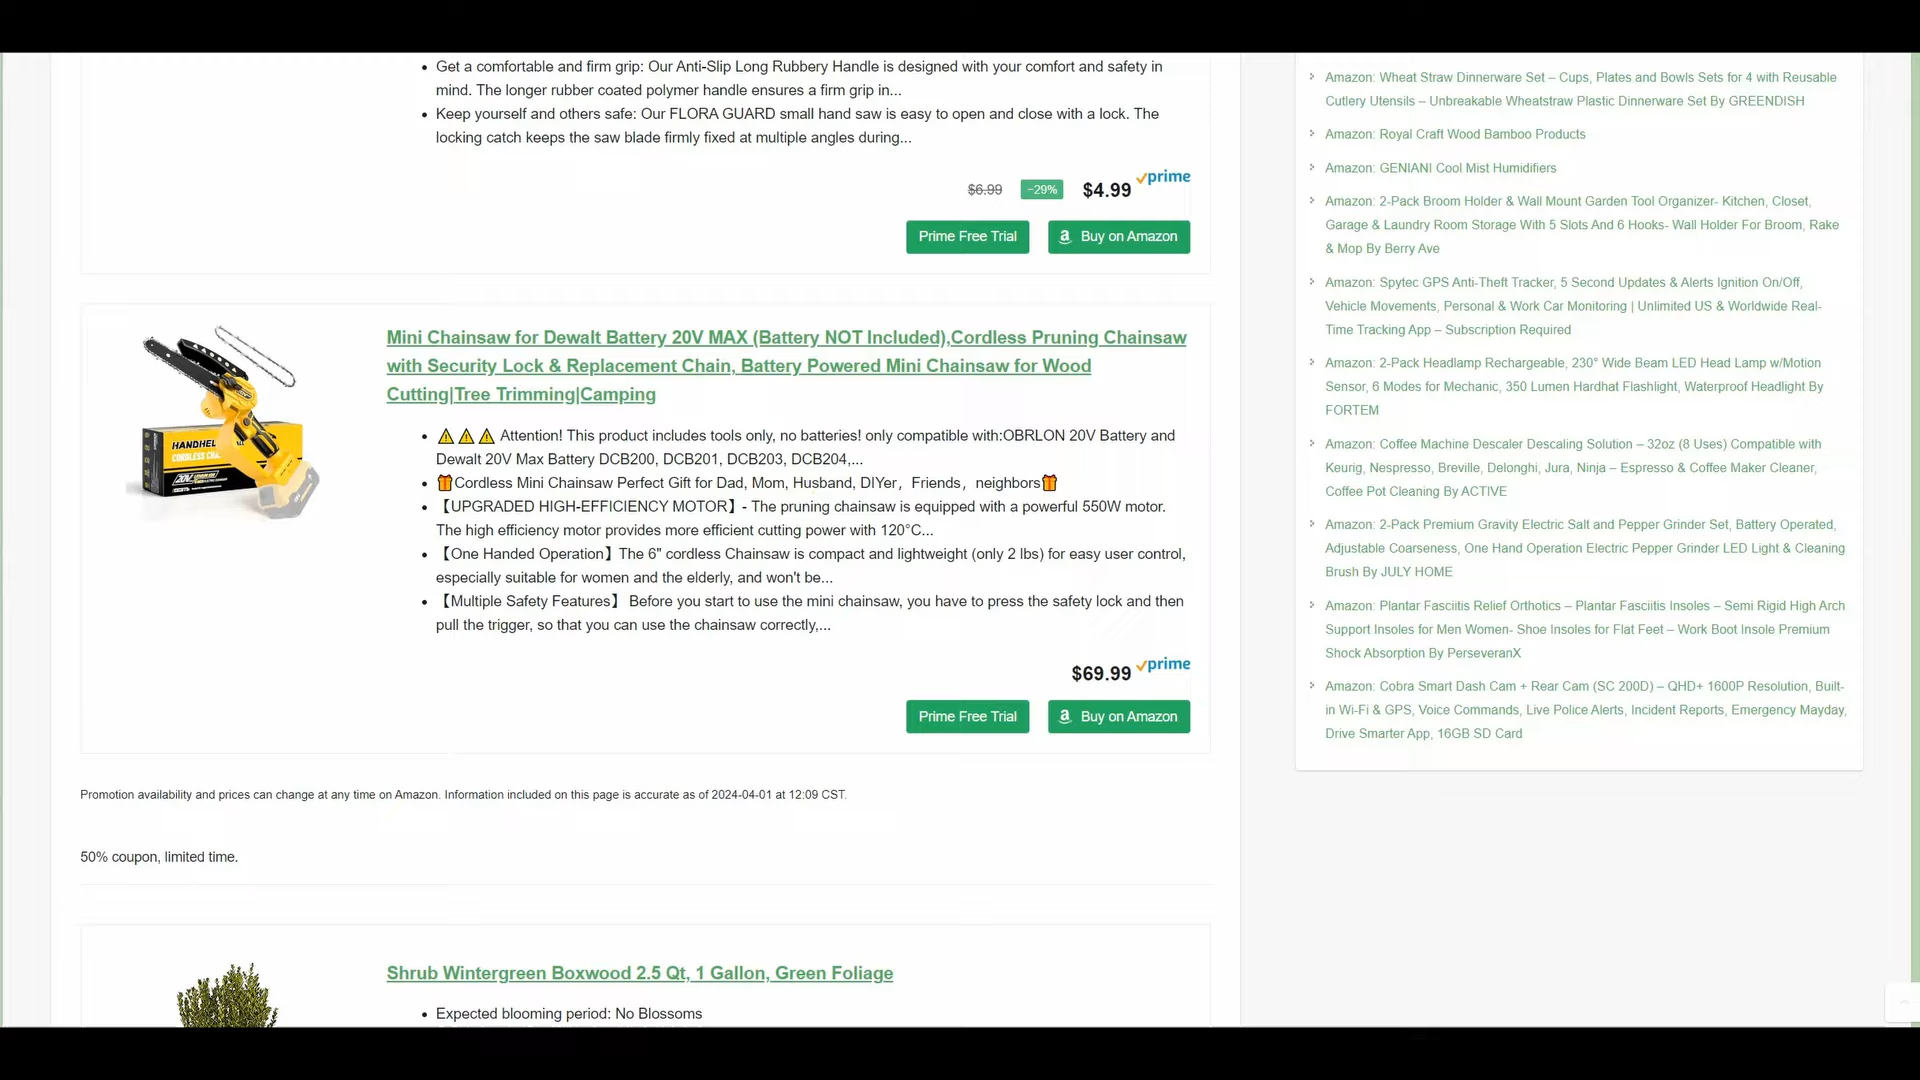 Get a comfortable and firm grip: Our Anti-Slip Long Rubbery Handle is designed with your comfort and safety in
mind. The longer rubber coated polymer handle ensures a firm grip in...
Keep yourself and others safe: Our FLORA GUARD small hand saw is easy to open and close with a lock. The
locking catch keeps the saw blade firmly fixed at multiple angles during...
$6.99 -29% $4.99 prime
Prime Free Trial
Buy on Amazon
HANDHEL
CORDLESS CHA
20V
Mini Chainsaw for Dewalt Battery 20V MAX (Battery NOT Included),Cordless Pruning Chainsaw
with Security Lock & Replacement Chain, Battery Powered Mini Chainsaw for Wood
Cutting|Tree Trimming|Camping
⚠️⚠️⚠️ Attention! This product includes tools only, no batteries! only compatible with:OBRLON 20V Battery and
Dewalt 20V Max Battery DCB200, DCB201, DCB203, DCB204,...
🎁Cordless Mini Chainsaw Perfect Gift for Dad, Mom, Husband, DIYer，Friends，neighbors🎁
【UPGRADED HIGH-EFFICIENCY MOTOR】- The pruning chainsaw is equipped with a powerful 550W motor.
The high efficiency motor provides more efficient cutting power with 120°C...
【One Handed Operation】The 6" cordless Chainsaw is compact and lightweight (only 2 lbs) for easy user control,
especially suitable for women and the elderly, and won't be...
【Multiple Safety Features】 Before you start to use the mini chainsaw, you have to press the safety lock and then
pull the trigger, so that you can use the chainsaw correctly,...
$69.99 prime
Prime Free Trial
Buy on Amazon
Promotion availability and prices can change at any time on Amazon. Information included on this page is accurate as of 2024-04-01 at 12:09 CST.
50% coupon, limited time.
Shrub Wintergreen Boxwood 2.5 Qt, 1 Gallon, Green Foliage
Expected blooming period: No Blossoms
Amazon: Wheat Straw Dinnerware Set – Cups, Plates and Bowls Sets for 4 with Reusable
Cutlery Utensils – Unbreakable Wheatstraw Plastic Dinnerware Set By GREENDISH
Amazon: Royal Craft Wood Bamboo Products
Amazon: GENIANI Cool Mist Humidifiers
Amazon: 2-Pack Broom Holder & Wall Mount Garden Tool Organizer- Kitchen, Closet,
Garage & Laundry Room Storage With 5 Slots And 6 Hooks- Wall Holder For Broom, Rake
& Mop By Berry Ave
Amazon: Spytec GPS Anti-Theft Tracker, 5 Second Updates & Alerts Ignition On/Off,
Vehicle Movements, Personal & Work Car Monitoring | Unlimited US & Worldwide Real-
Time Tracking App – Subscription Required
Amazon: 2-Pack Headlamp Rechargeable, 230° Wide Beam LED Head Lamp w/Motion
Sensor, 6 Modes for Mechanic, 350 Lumen Hardhat Flashlight, Waterproof Headlight By
FORTEM
Amazon: Coffee Machine Descaler Descaling Solution – 32oz (8 Uses) Compatible with
Keurig, Nespresso, Breville, Delonghi, Jura, Ninja – Espresso & Coffee Maker Cleaner,
Coffee Pot Cleaning By ACTIVE
Amazon: 2-Pack Premium Gravity Electric Salt and Pepper Grinder Set, Battery Operated,
Adjustable Coarseness, One Hand Operation Electric Pepper Grinder LED Light & Cleaning
Brush By JULY HOME
Amazon: Plantar Fasciitis Relief Orthotics – Plantar Fasciitis Insoles – Semi Rigid High Arch
Support Insoles for Men Women- Shoe Insoles for Flat Feet – Work Boot Insole Premium
Shock Absorption By PerseveranX
Amazon: Cobra Smart Dash Cam + Rear Cam (SC 200D) – QHD+ 1600P Resolution, Built-
in Wi-Fi & GPS, Voice Commands, Live Police Alerts, Incident Reports, Emergency Mayday,
Drive Smarter App, 16GB SD Card